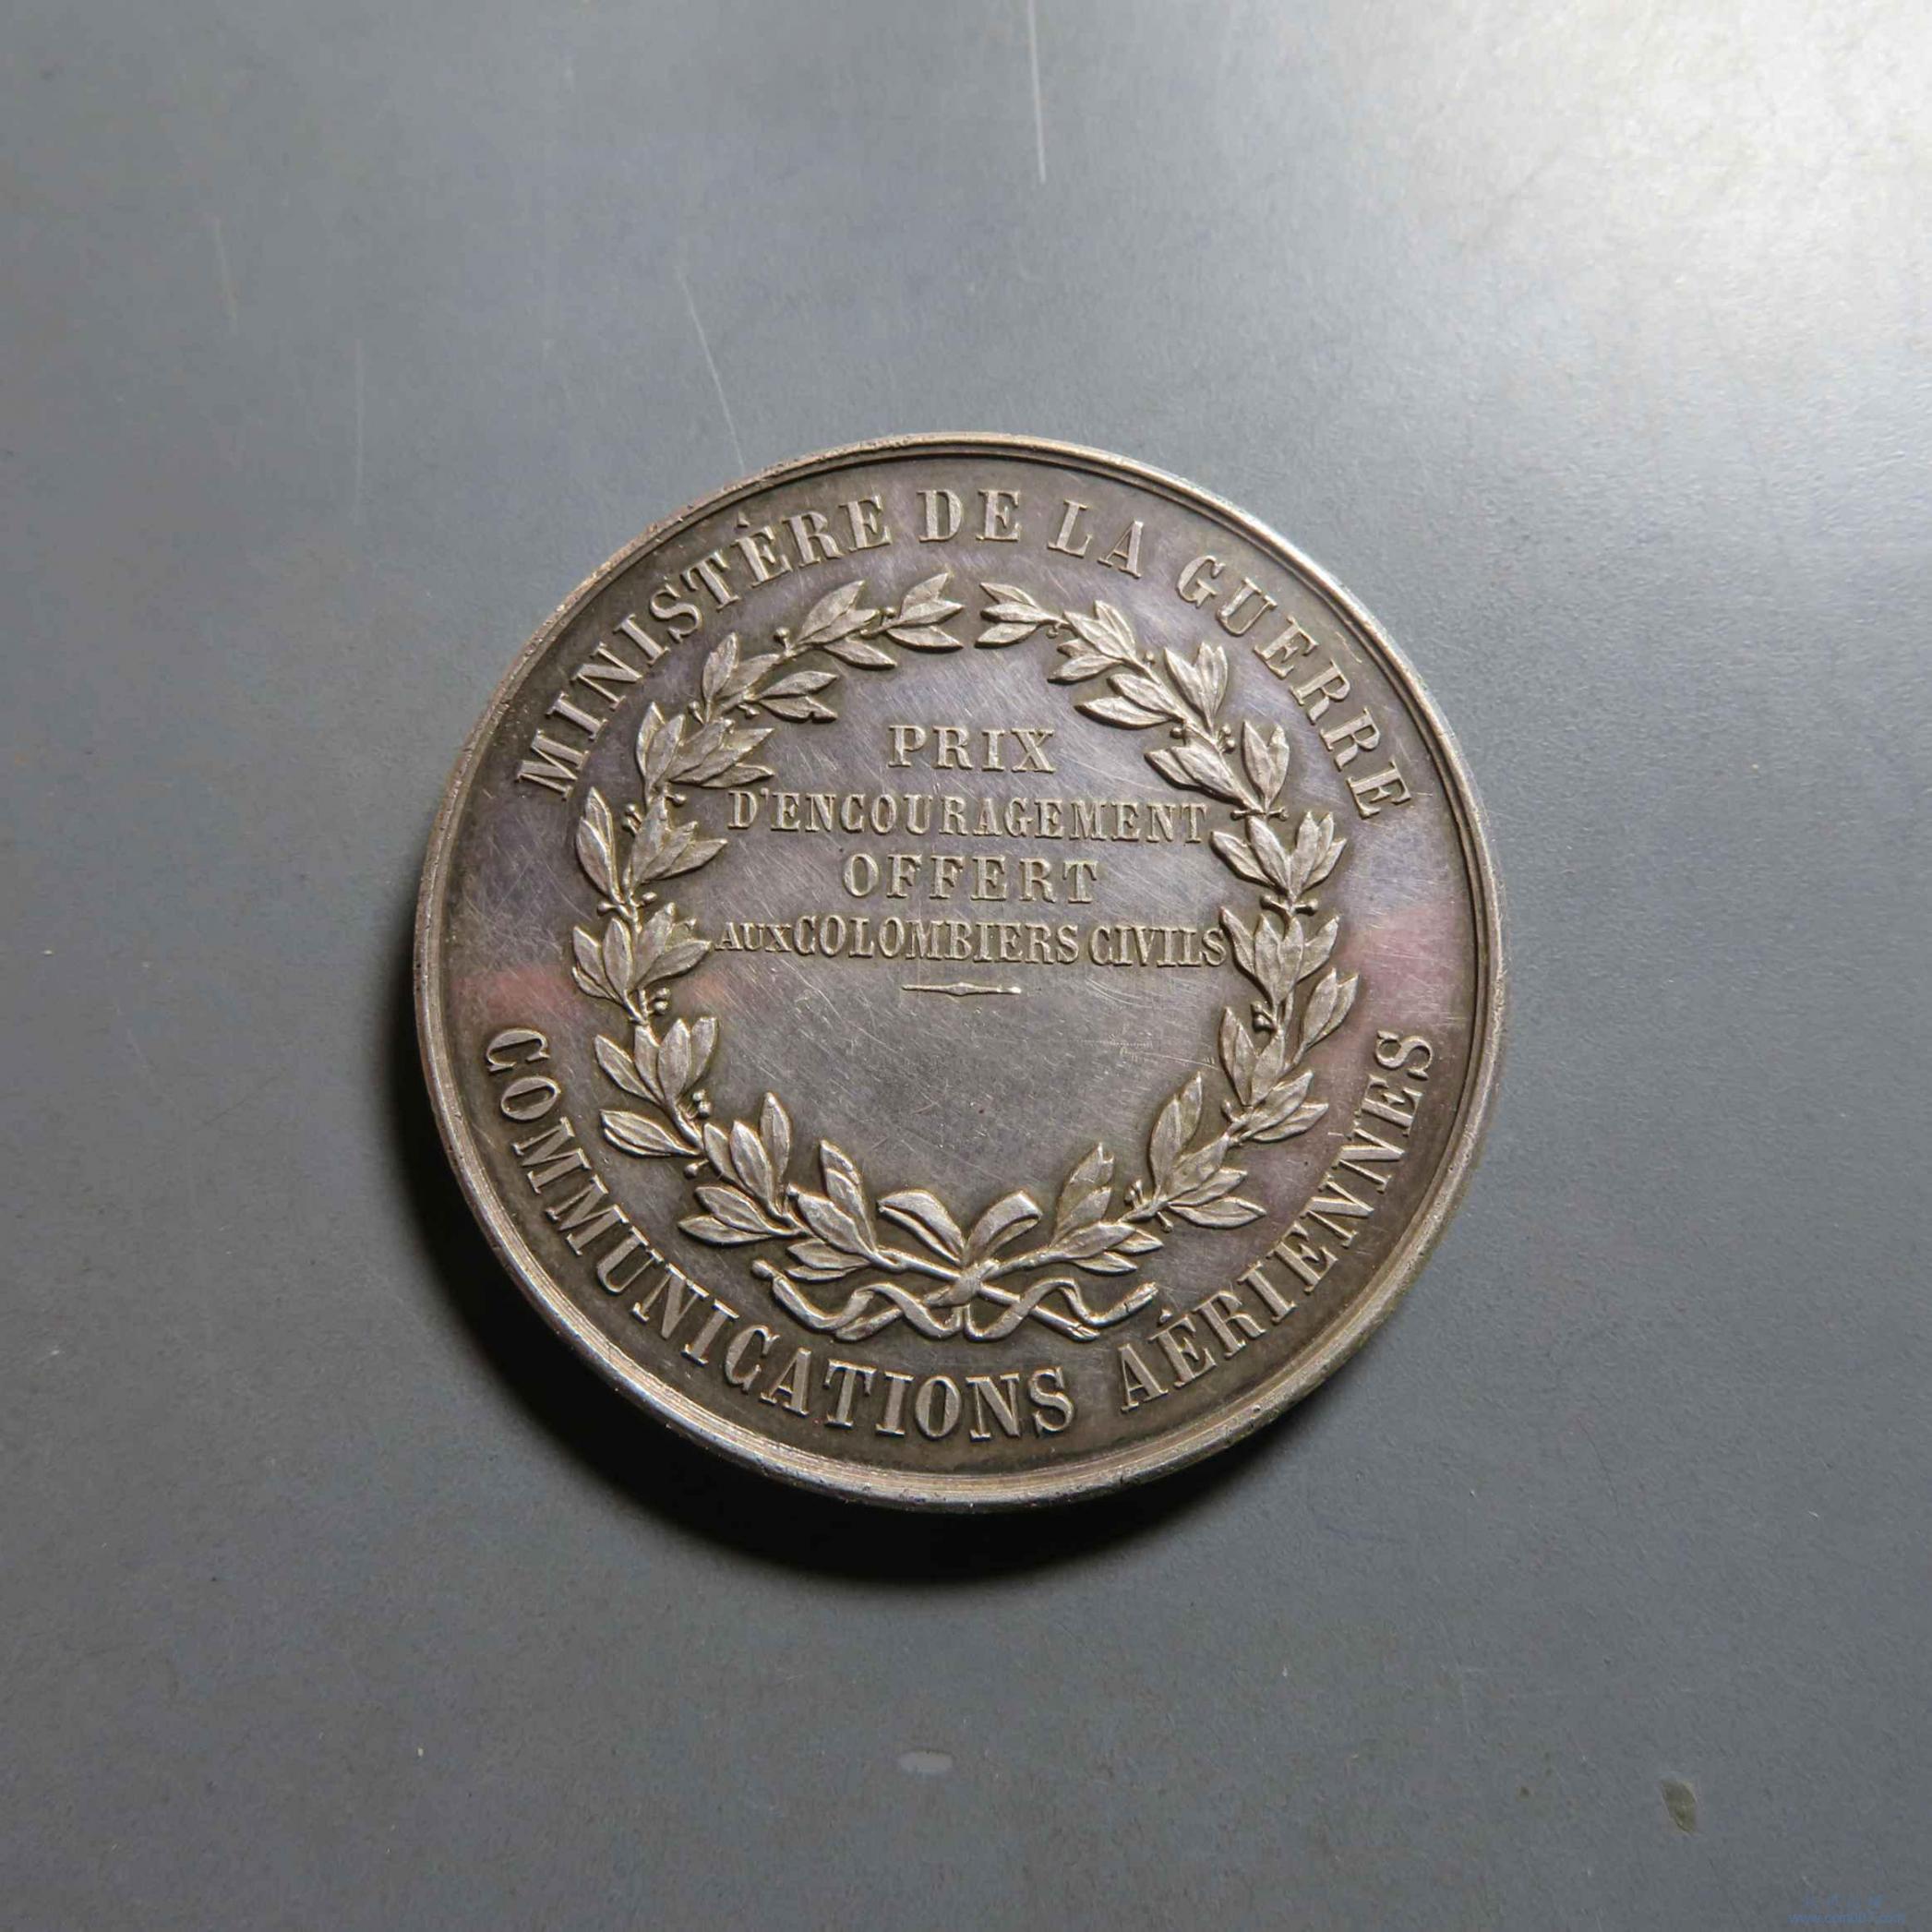 MINISTÈRE DE LA GUERRE
PRIX
D'ENCOURAGEMENT
OFFERT
AUX COLOMBIERS CIVILS
COMMUNICATIONS AÉRIENNES